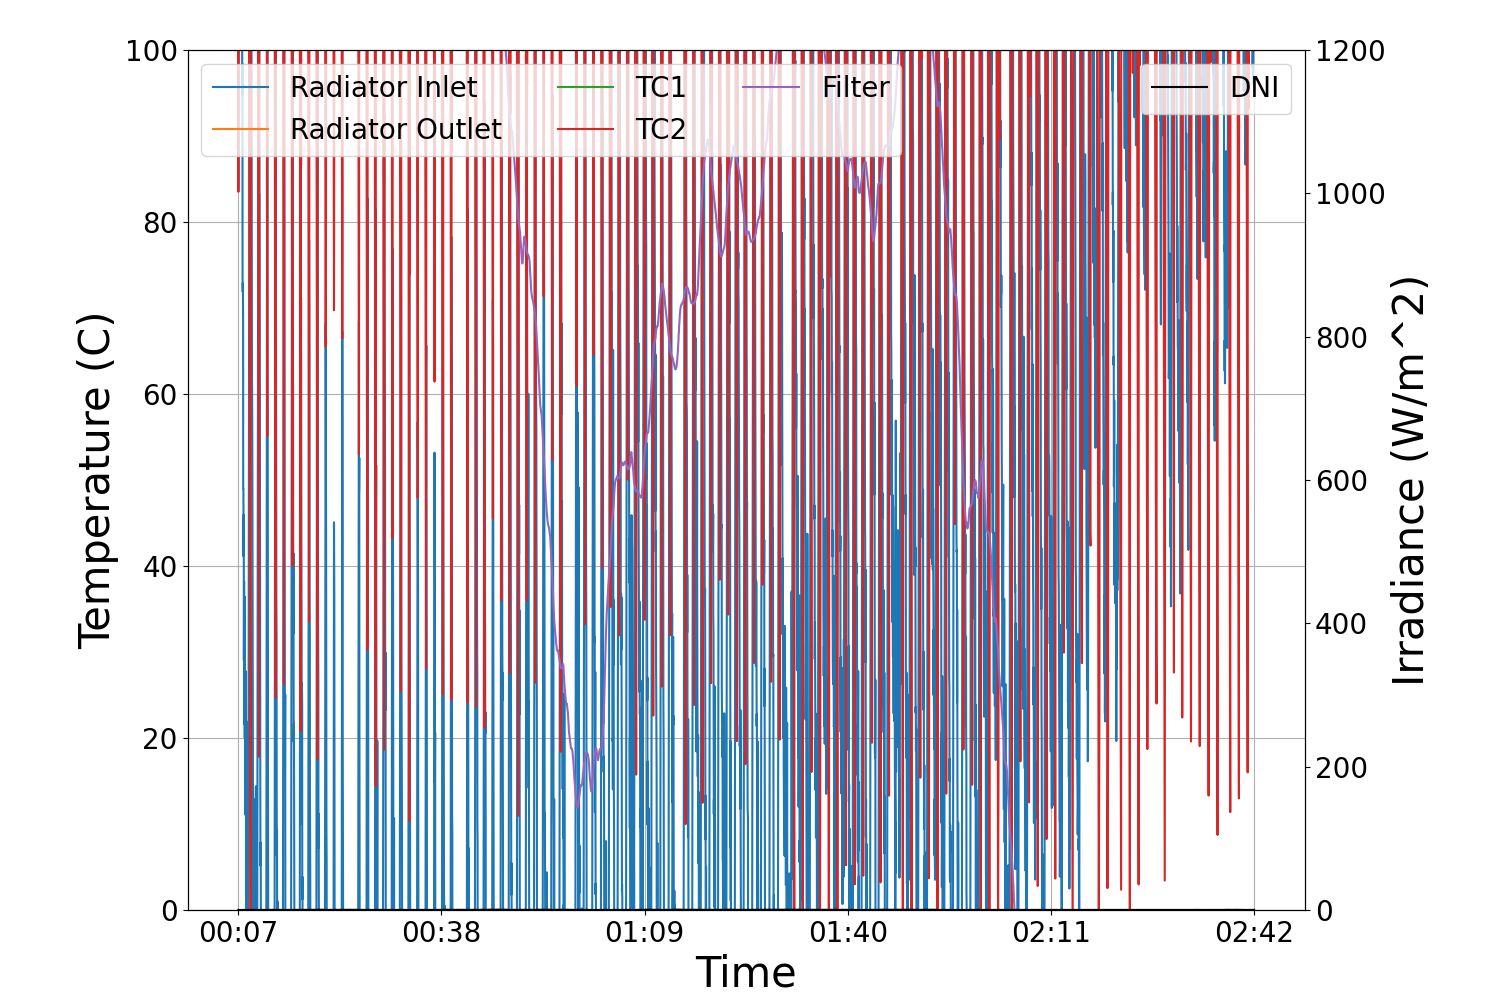 Radiator Inlet
Radiator Outlet
TC1
TC2
Filter
DNI
100
80
60
40
20
0
Temperature (C)
1200
1000
800
600
400
200
0
Irradiance (W/m^2)
00:07
00:38
01:09
01:40
02:11
02:42
Time